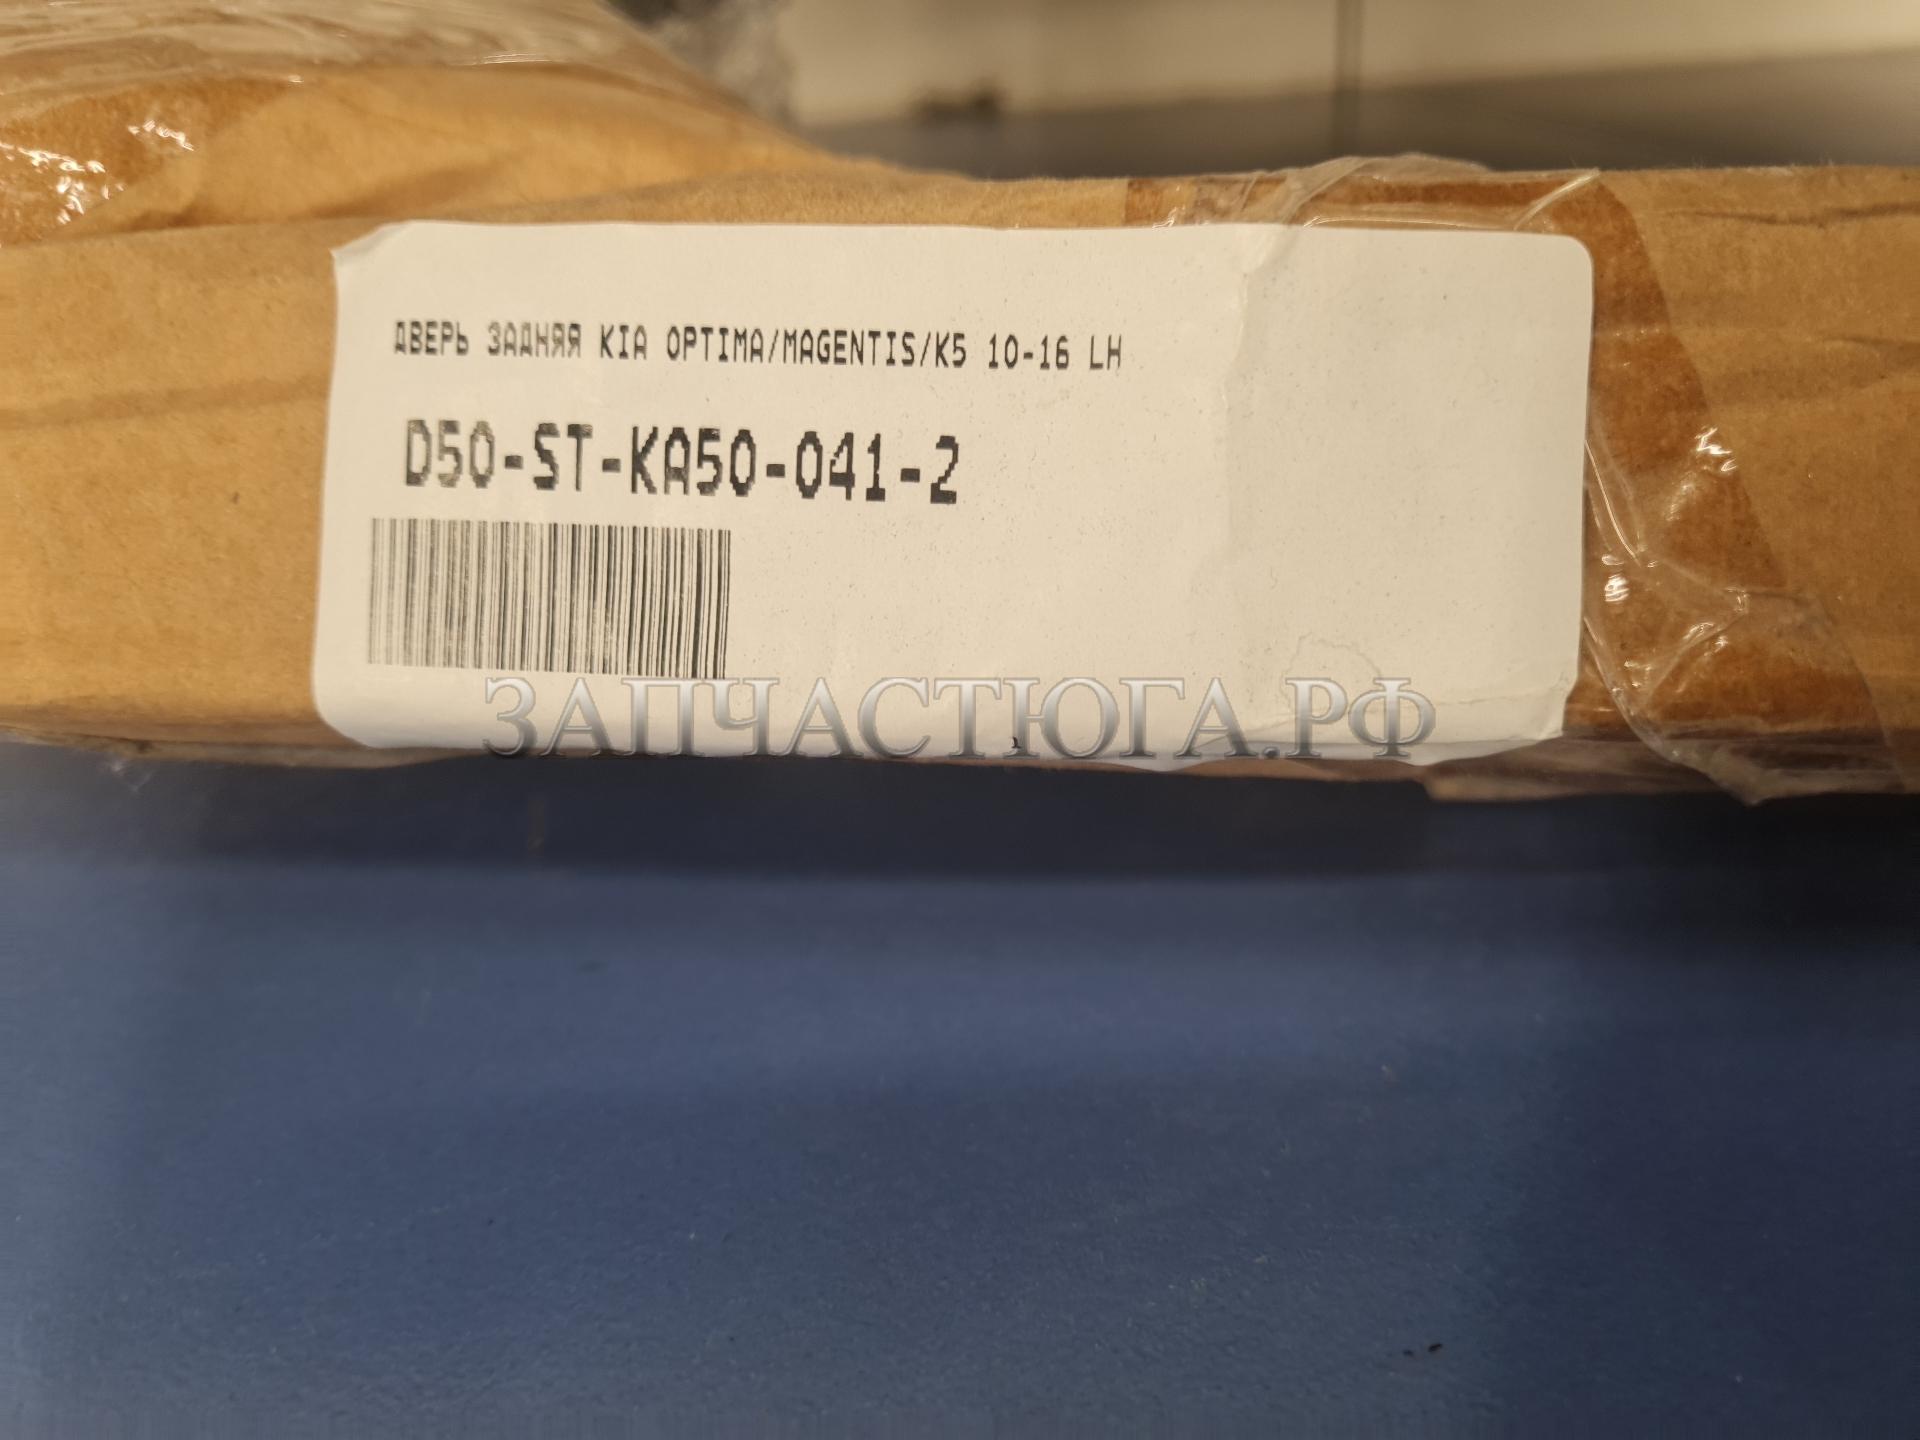 ДВЕРЬ ЗАДНЯЯ KIA OPTIMA/MAGENTIS/K5 10-16 LH
D50-ST-KA50-041-2
ЗАПЧАСТЮГА.РФ